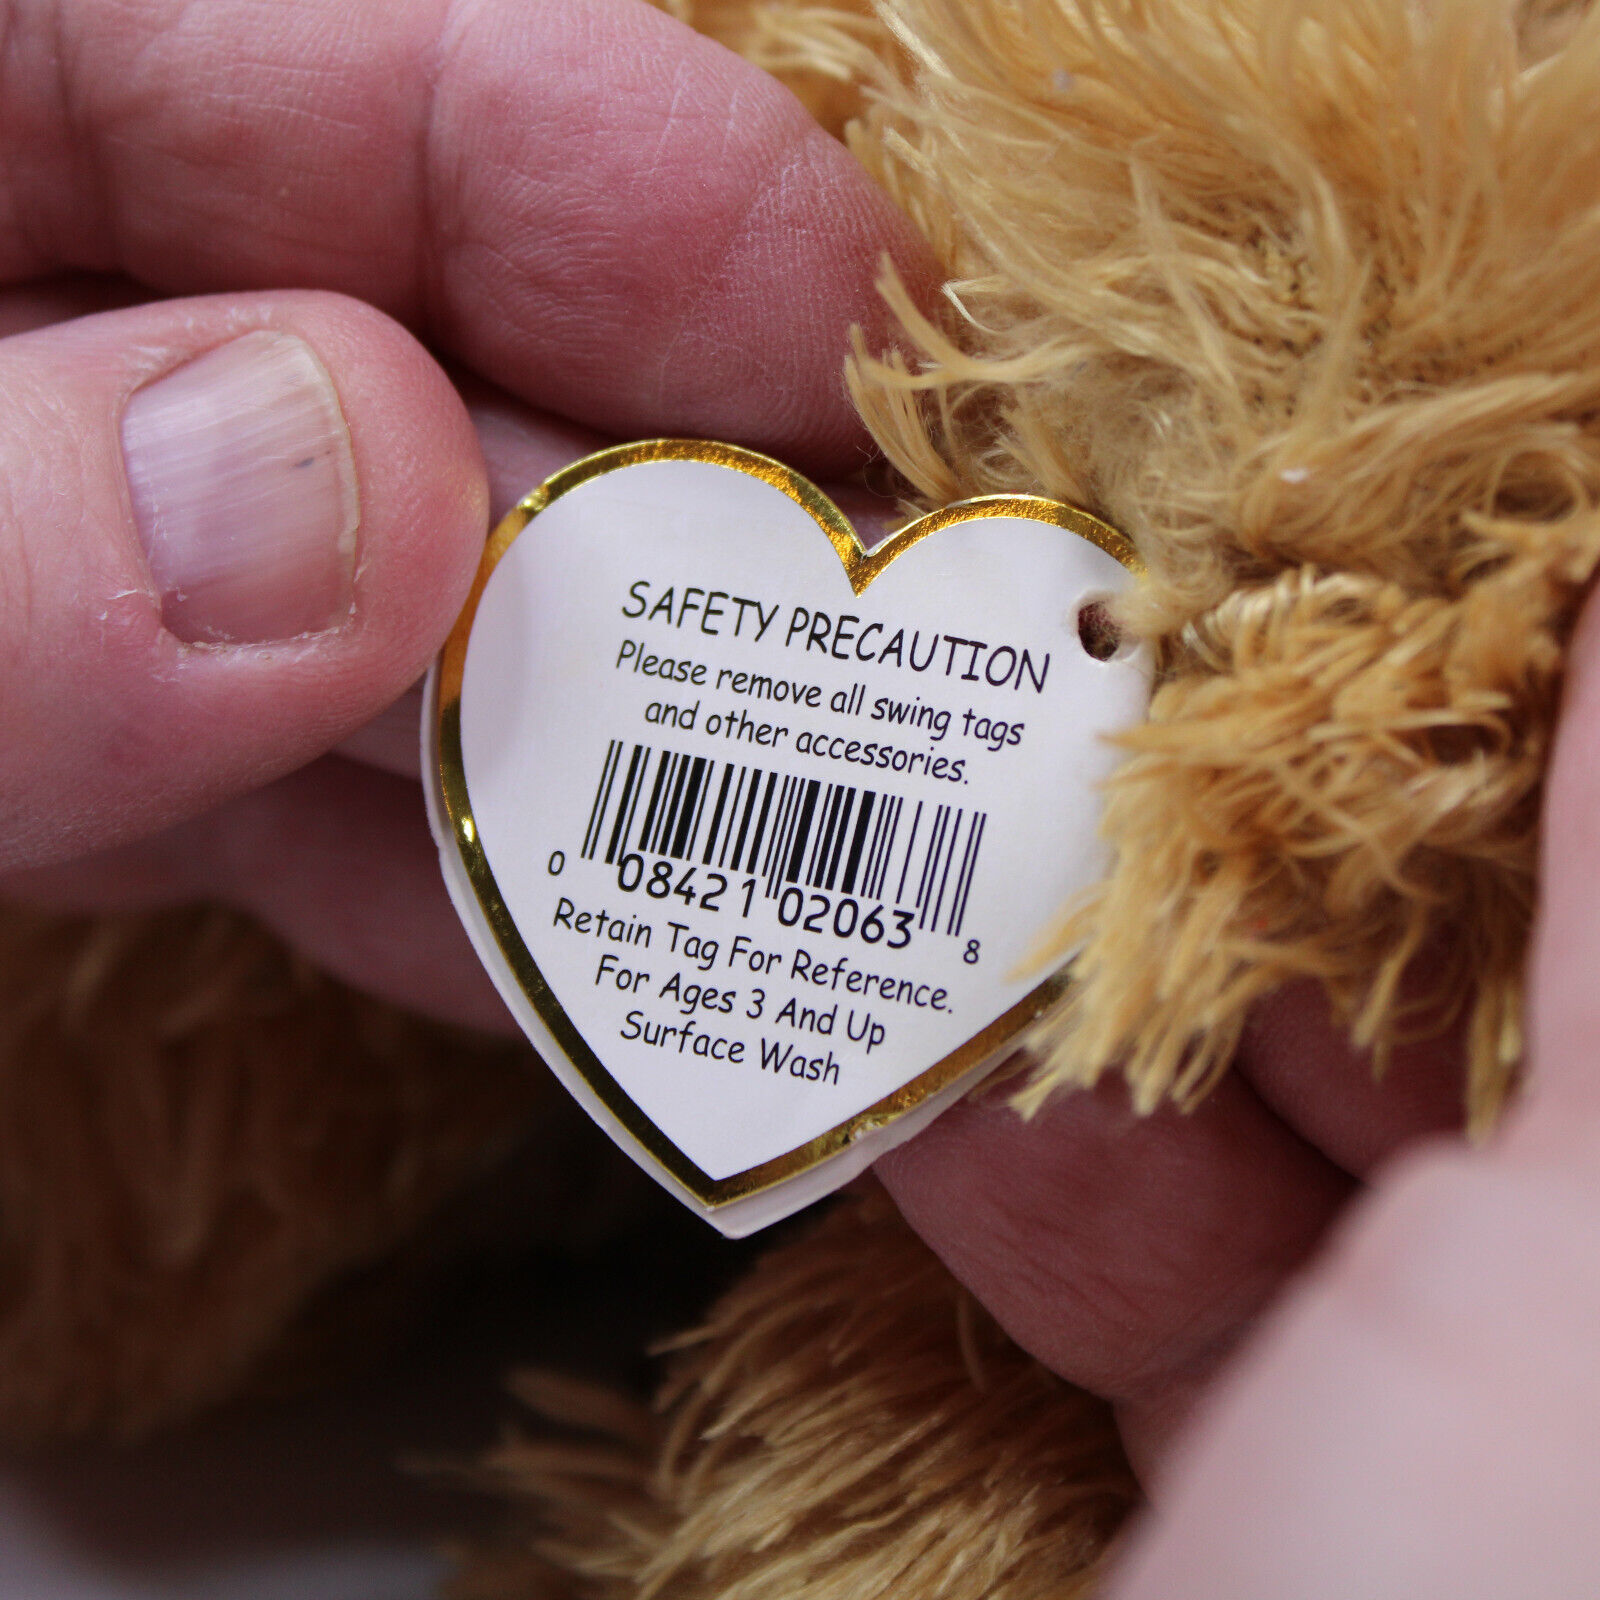 SAFETY PRECAUTION
Please remove all swing tags
and other accessories.
0 08421 02063 8
Retain Tag For Reference.
For Ages 3 And Up
Surface Wash